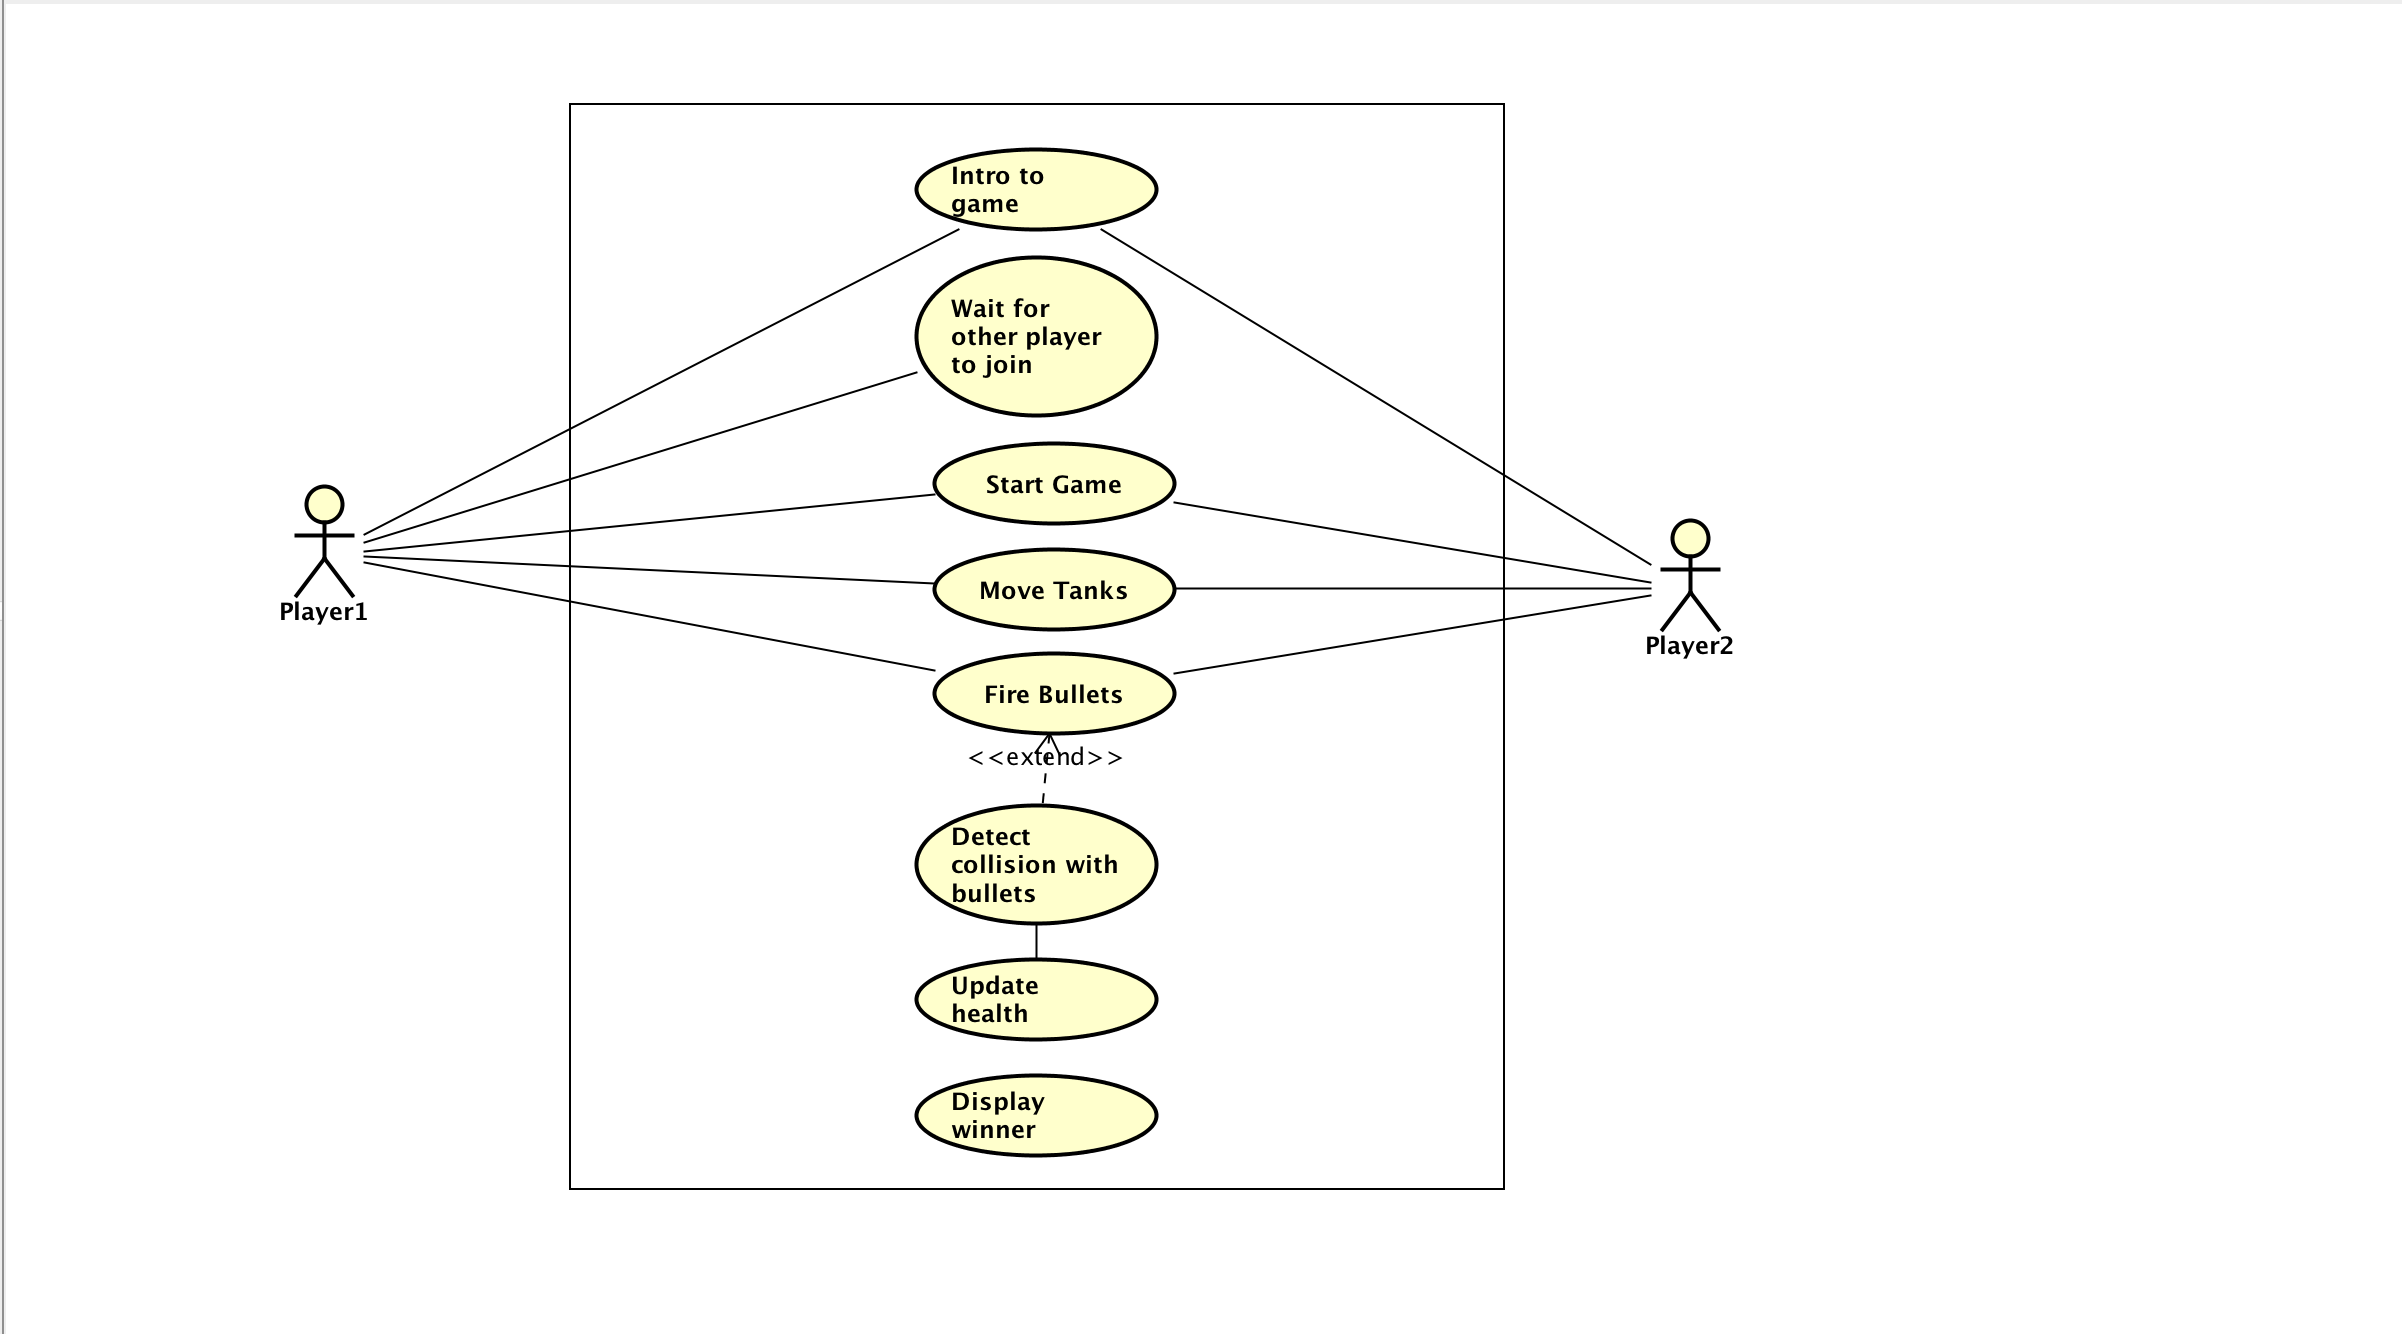 Intro to
game
Wait for
other player
to join
Start Game
Move Tanks
Player1
Player2
Fire Bullets
<<extend>>
Detect
collision with
bullets
Update
health
Display
winner